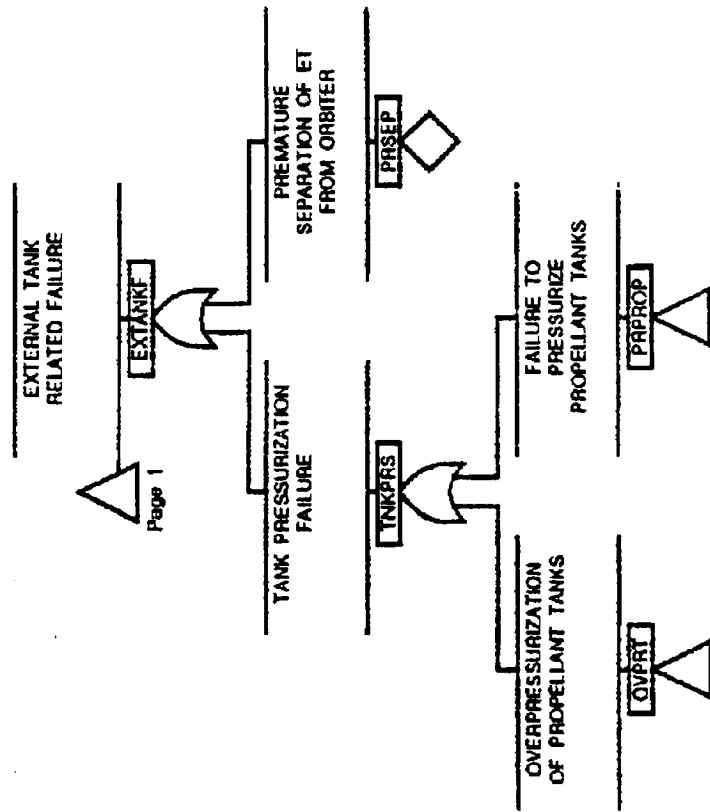 EXTERNAL TANK
RELATED FAILURE
EXTANKF
Page 1
TANK PRESSURIZATION
FAILURE
TNKPRS
PREMATURE
SEPARATION OF ET
FROM ORBITER
PRSEP
OVERPRESSURIZATION
OF PROPELLANT TANKS
OVPRT
FAILURE TO
PRESSURIZE
PROPELLANT TANKS
PRPROP